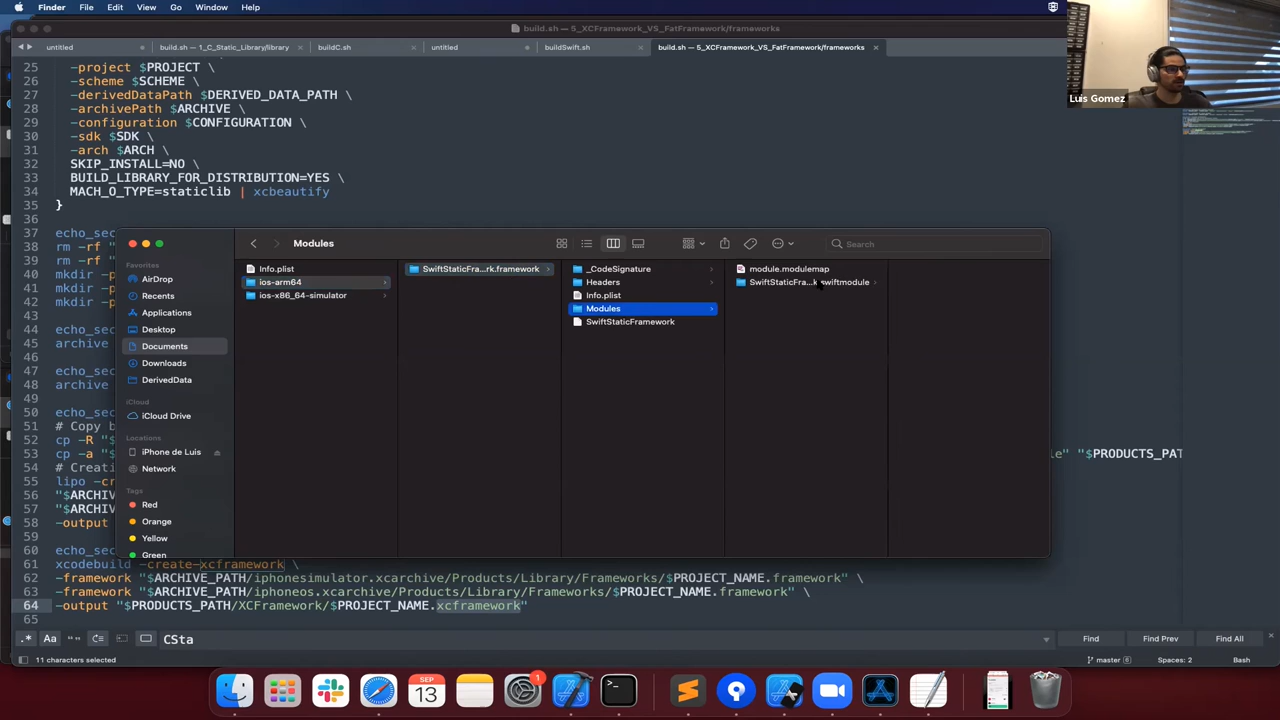 Finder File Edit View Go Window Help
build.sh — 5_XCFramework_VS_FatFramework/frameworks
untitled
build.sh — 1_C_Static_Library/library
buildC.sh
untitled
buildSwift.sh
build.sh — 5_XCFramework_VS_FatFramework/frameworks
Luis Gomez
25 -project $PROJECT \
26 -scheme $SCHEME \
27 -derivedDataPath $DERIVED_DATA_PATH \
28 -archivePath $ARCHIVE \
29 -configuration $CONFIGURATION \
30 -sdk $SDK \
31 -arch $ARCH \
32 SKIP_INSTALL=NO \
33 BUILD_LIBRARY_FOR_DISTRIBUTION=YES \
34 MACH_O_TYPE=staticlib | xcbeautify
35 }
36
37 echo_sec
38 rm -rf "
39 rm -rf "
40 mkdir -p
41 mkdir -p
42 mkdir -p
43
44 echo_sec
45 archive
46
47 echo_sec
48 archive
49
50 echo_sec
51 # Copy b
52 cp -R "$
53 cp -a "$ le" "$PRODUCTS_PAT
54 # Creati
55 lipo -cr
56 "$ARCHIV
57 "$ARCHIV
58 -output
59
60 echo_sec
61 xcodebuild -create-xcframework \
62 -framework "$ARCHIVE_PATH/iphonesimulator.xcarchive/Products/Library/Frameworks/$PROJECT_NAME.framework" \
63 -framework "$ARCHIVE_PATH/iphoneos.xcarchive/Products/Library/Frameworks/$PROJECT_NAME.framework" \
64 -output "$PRODUCTS_PATH/XCFramework/$PROJECT_NAME.xcframework"
65
Modules
Search
Favorites
AirDrop
Recents
Applications
Desktop
Documents
Downloads
DerivedData
iCloud
iCloud Drive
Locations
iPhone de Luis
Network
Tags
Red
Orange
Yellow
Green
Info.plist
ios-arm64
ios-x86_64-simulator
SwiftStaticFra...rk.framework
_CodeSignature
Headers
Info.plist
Modules
SwiftStaticFramework
module.modulemap
SwiftStaticFra...k.swiftmodule
.* Aa "" CSta
Find Find Prev Find All
11 characters selected
master 6 Spaces: 2 Bash
SEP
13
1